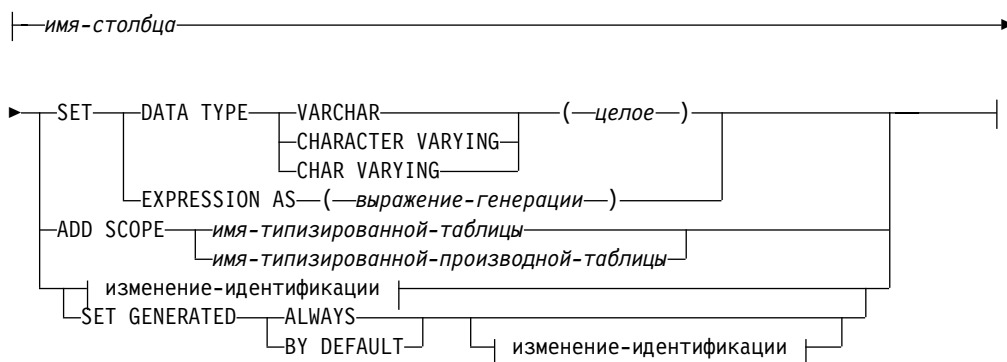 имя-столбца
SET DATA TYPE VARCHAR ( целое )
CHARACTER VARYING
CHAR VARYING
EXPRESSION AS ( выражение-генерации )
ADD SCOPE имя-типизированной-таблицы
имя-типизированной-производной-таблицы
изменение-идентификации
SET GENERATED ALWAYS
BY DEFAULT изменение-идентификации